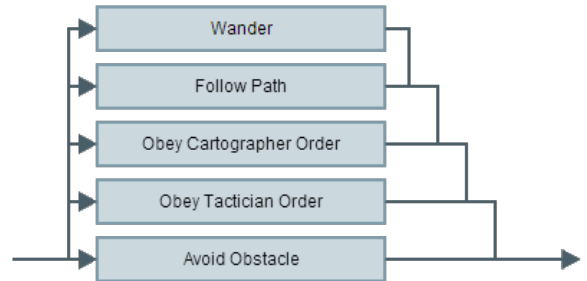 Wander
Follow Path
Obey Cartographer Order
Obey Tactician Order
Avoid Obstacle